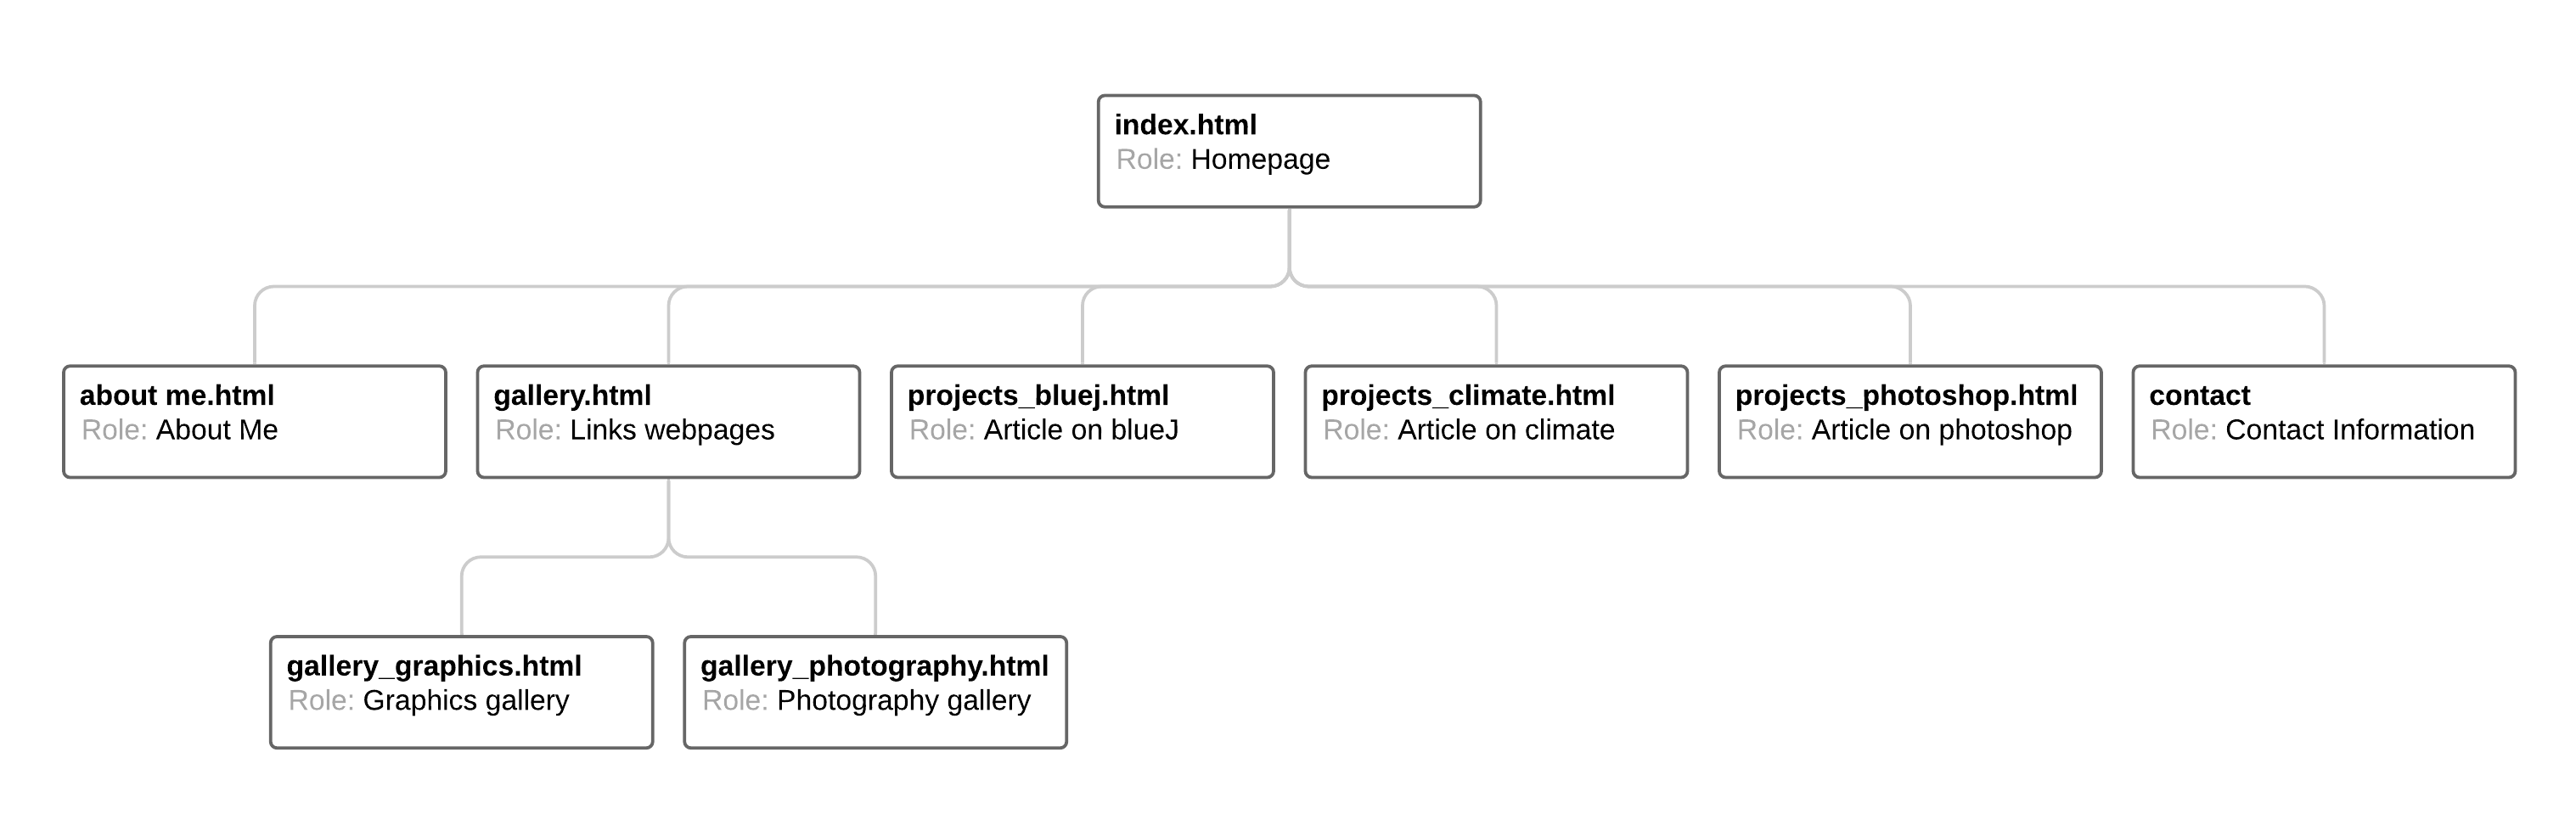 index.html
Role: Homepage
about me.html
Role: About Me
gallery.html
Role: Links webpages
projects_bluej.html
Role: Article on blueJ
projects_climate.html
Role: Article on climate
projects_photoshop.html
Role: Article on photoshop
contact
Role: Contact Information
gallery_graphics.html
Role: Graphics gallery
gallery_photography.html
Role: Photography gallery